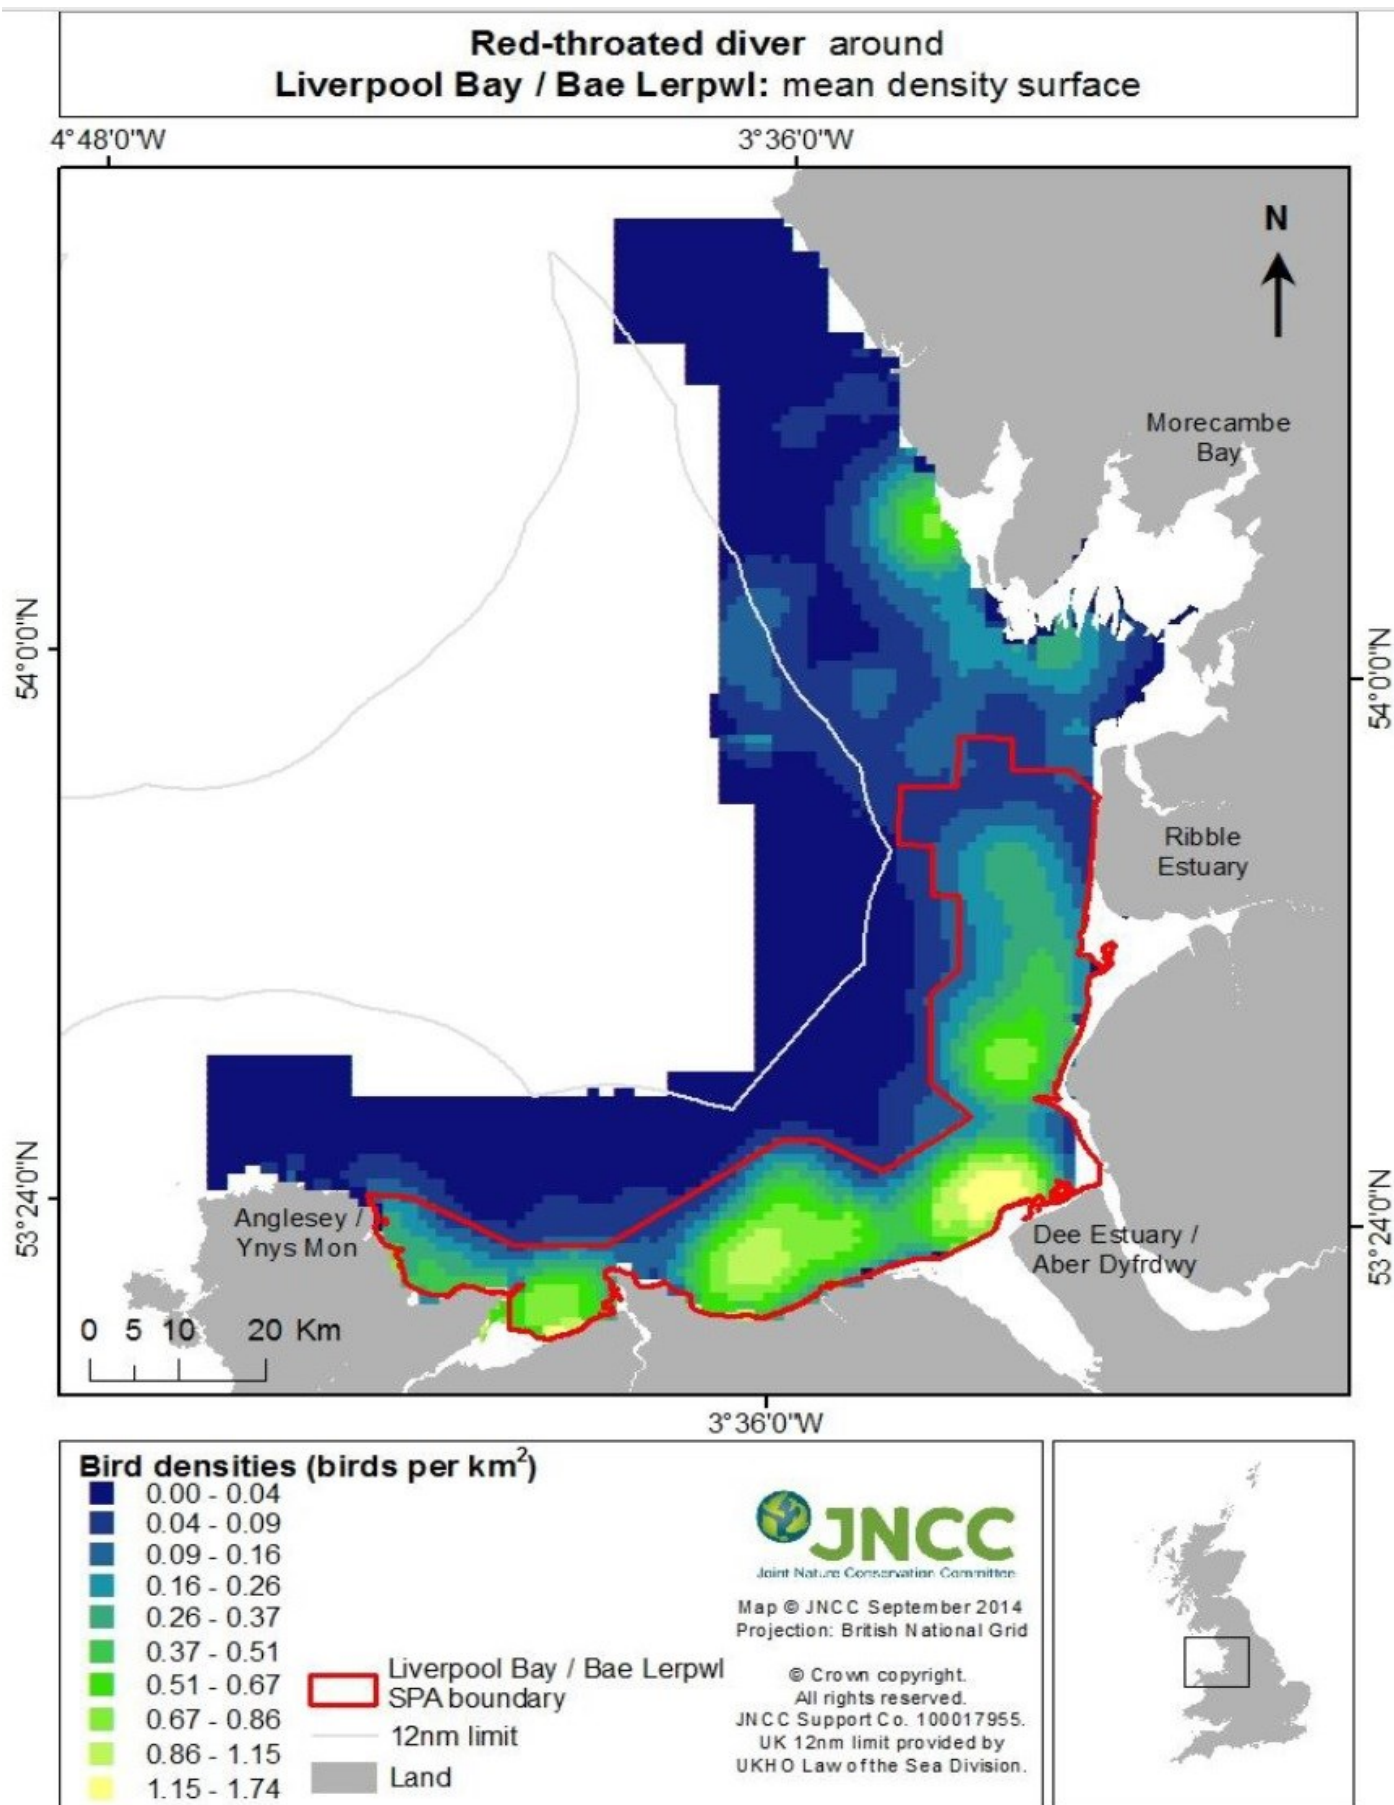 Red-throated diver around
Liverpool Bay / Bae Lerpwl: mean density surface
4°48'0"W
3°36'0"W
N
Morecambe
Bay
54°0'0"N
54°0'0"N
Ribble
Estuary
53°24'0"N
53°24'0"N
Anglesey /
Ynys Mon
Dee Estuary /
Aber Dyfrdwy
0 5 10 20 Km
3°36'0"W
Bird densities (birds per km²)
0.00 - 0.04
0.04 - 0.09
0.09 - 0.16
0.16 - 0.26
0.26 - 0.37
0.37 - 0.51
0.51 - 0.67
0.67 - 0.86
0.86 - 1.15
1.15 - 1.74
Liverpool Bay / Bae Lerpwl
SPA boundary
12nm limit
Land
JNCC
Joint Nature Conservation Committee
Map © JNCC September 2014
Projection: British National Grid
© Crown copyright.
All rights reserved.
JNCC Support Co. 100017955.
UK 12nm limit provided by
UKHO Law of the Sea Division.